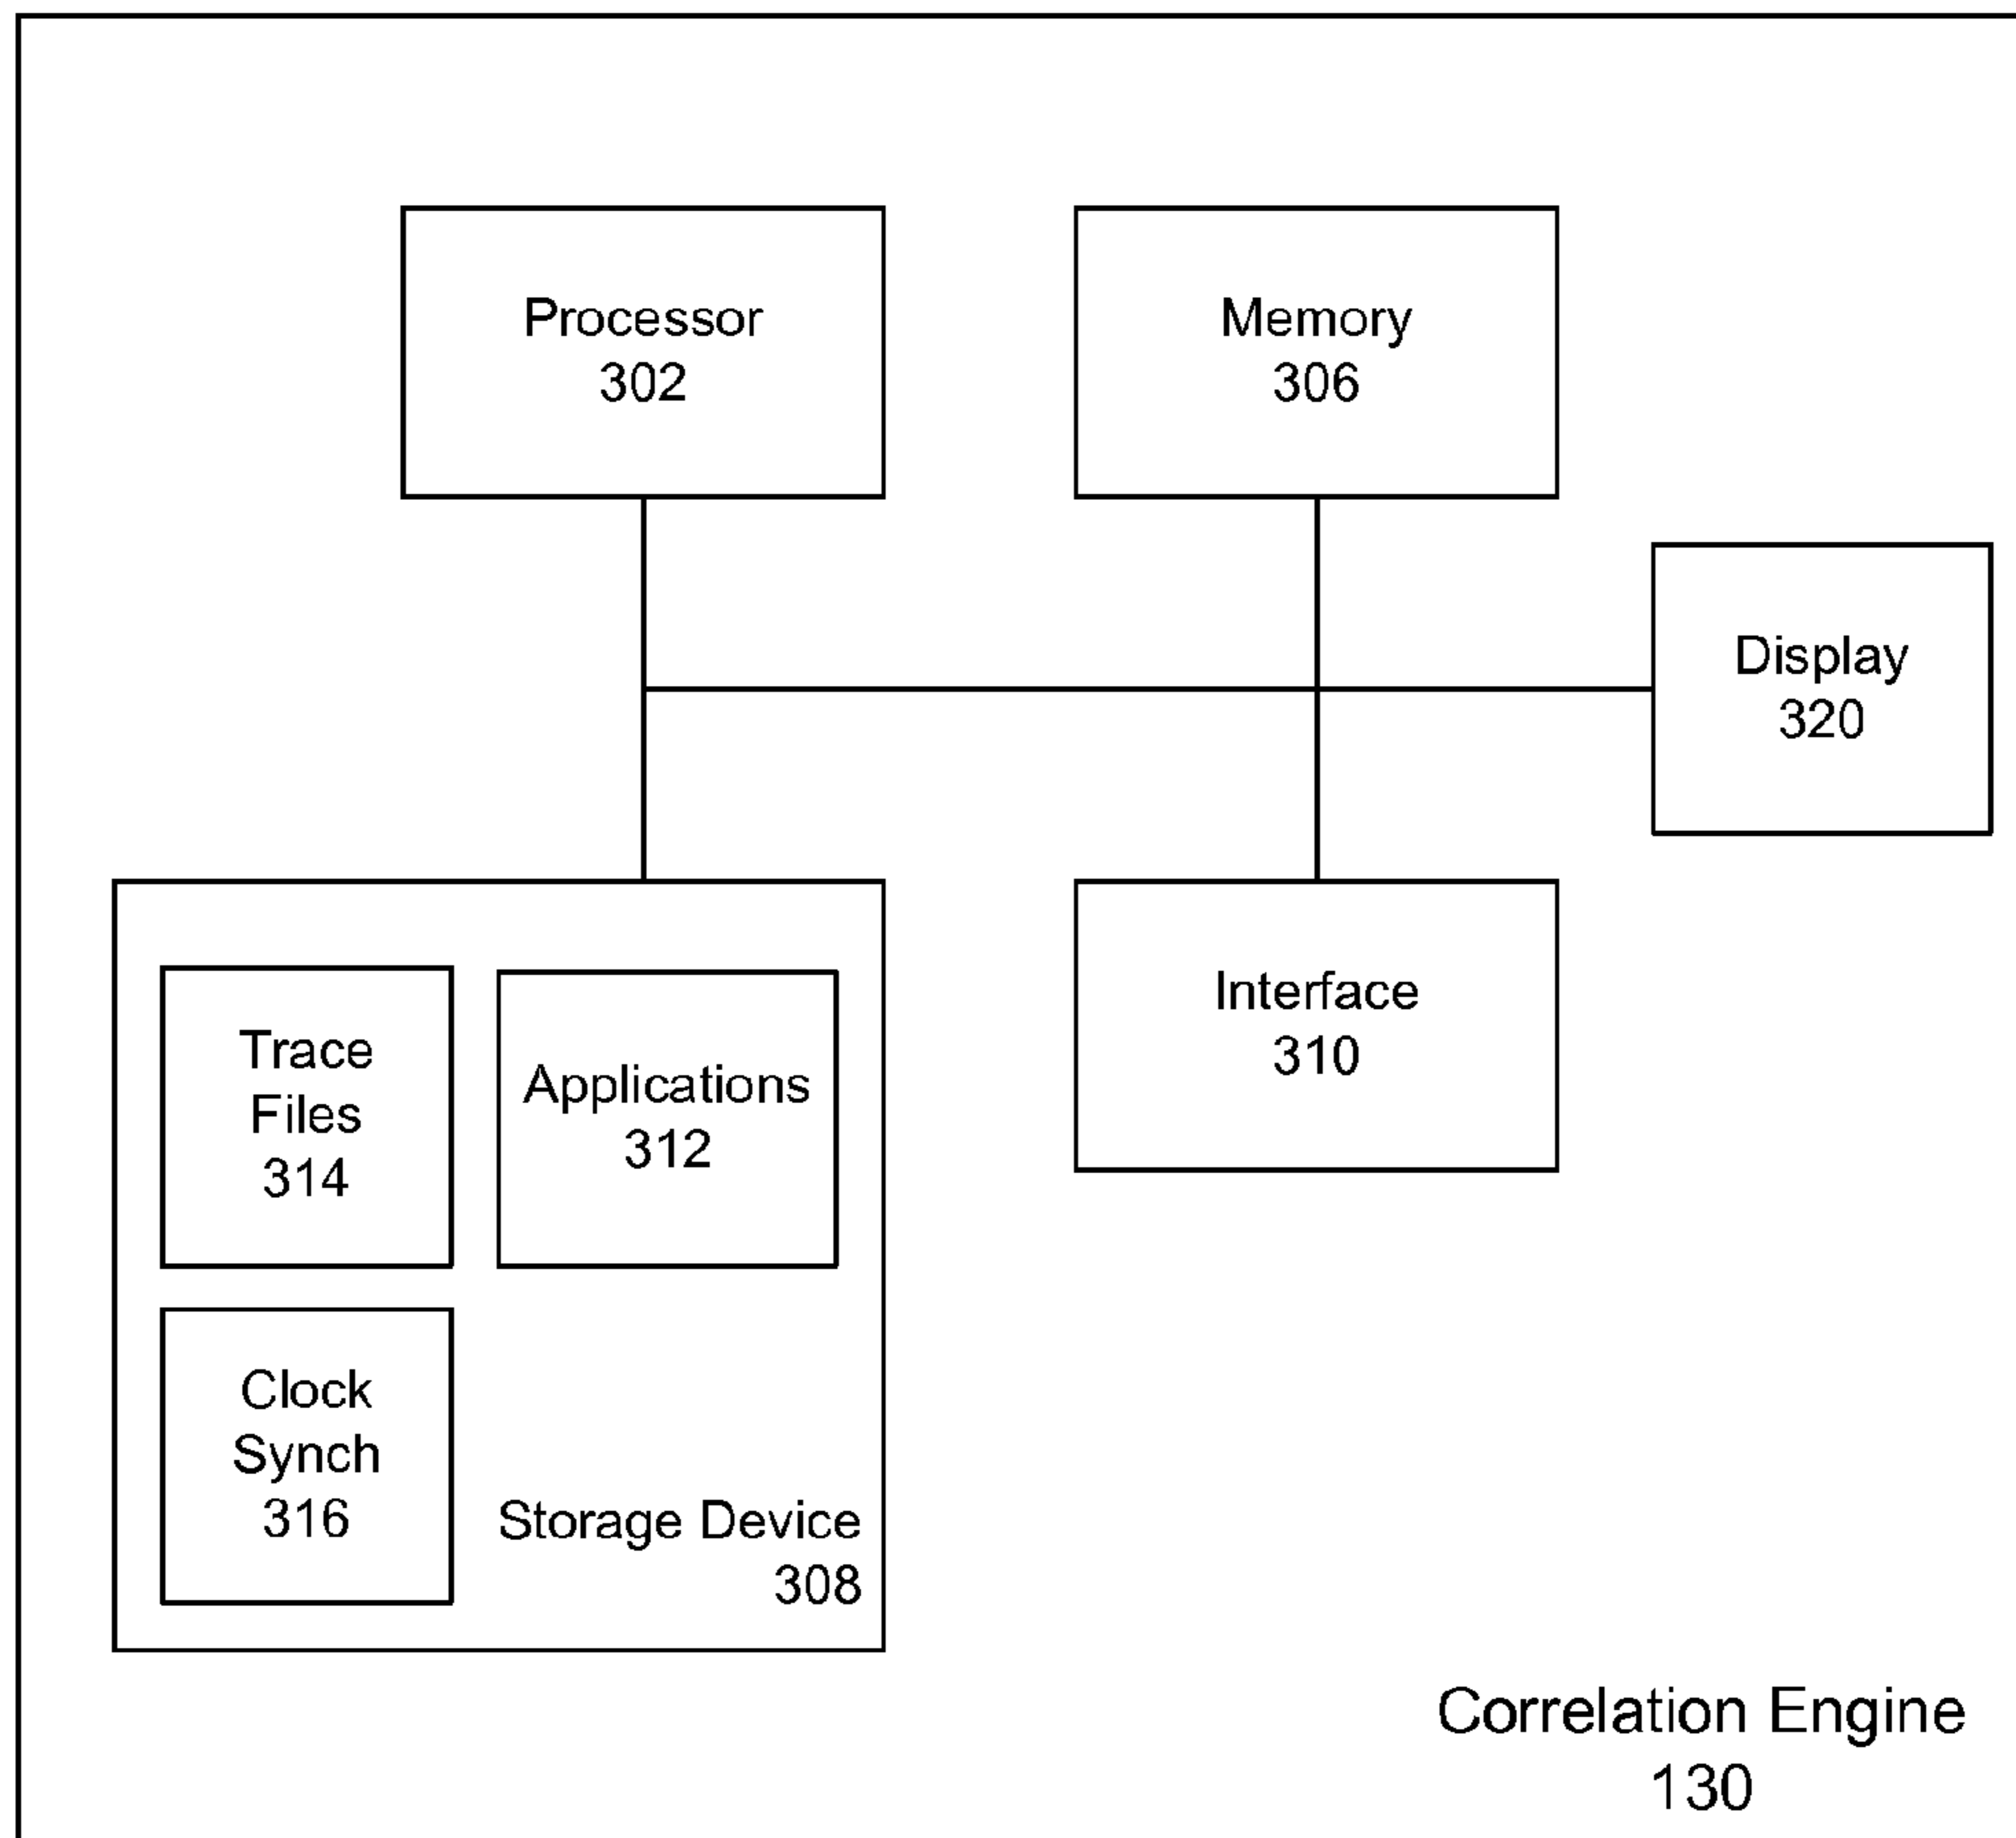 Processor
302
Memory
306
Display
320
Interface
310
Trace
Files
314
Applications
312
Clock
Synch
316
Storage Device
308
Correlation Engine
130